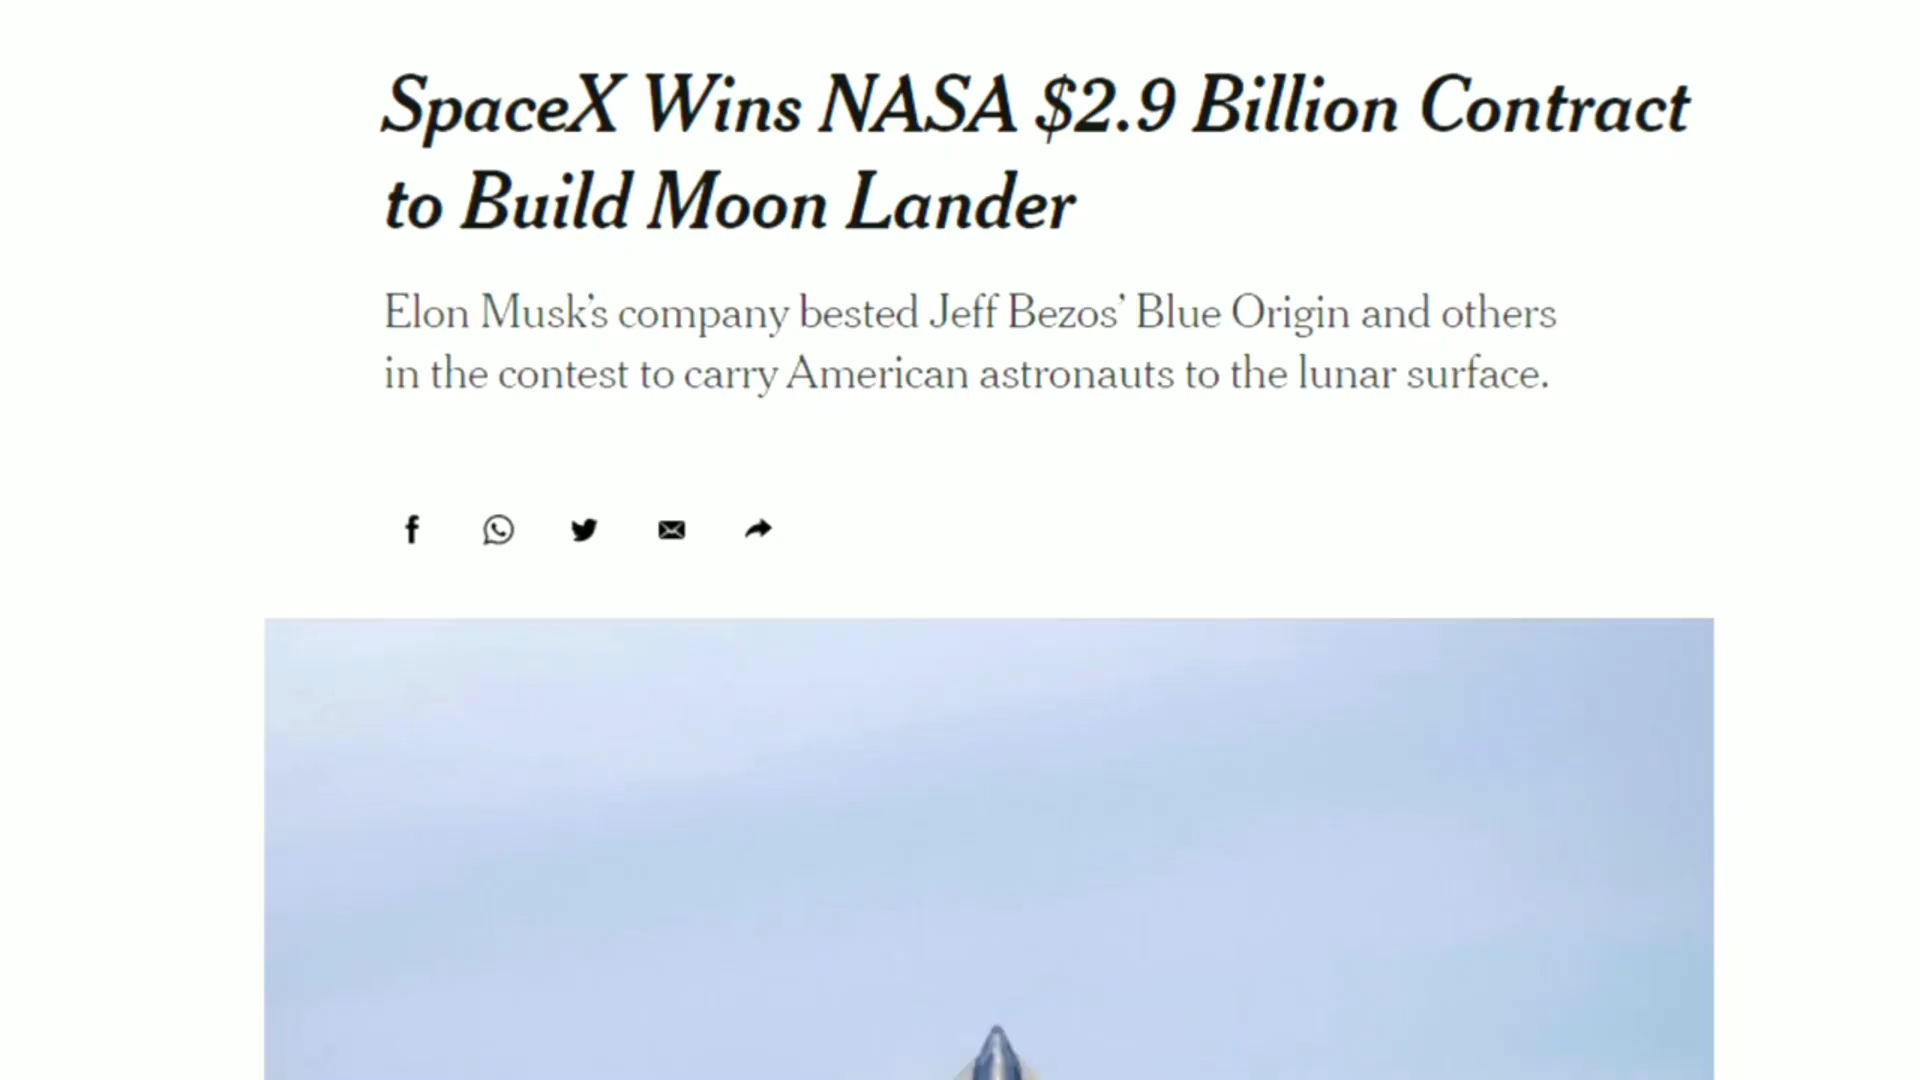 SpaceX Wins NASA $2.9 Billion Contract
to Build Moon Lander
Elon Musk’s company bested Jeff Bezos’ Blue Origin and others
in the contest to carry American astronauts to the lunar surface.